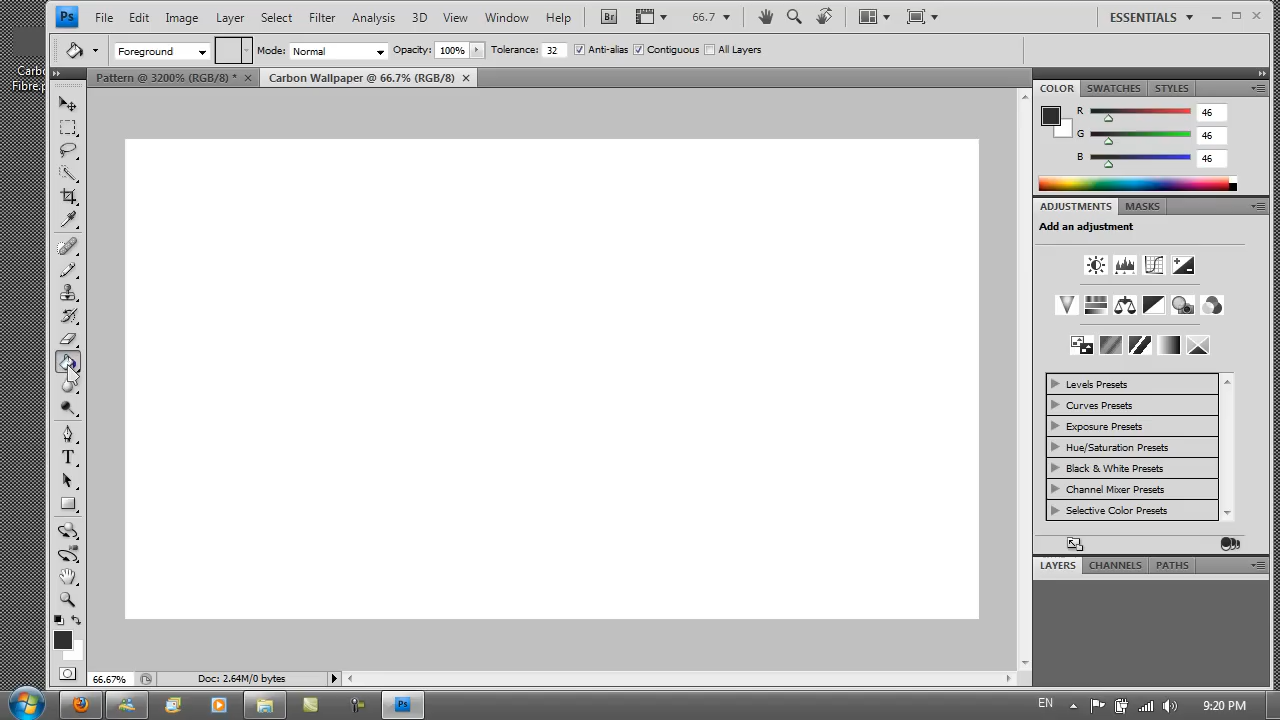 Ps File Edit Image Layer Select Filter Analysis 3D View Window Help Br 66.7 ESSENTIALS
Foreground Mode: Normal Opacity: 100% Tolerance: 32 Anti-alias Contiguous All Layers
Pattern @ 3200% (RGB/8) * Carbon Wallpaper @ 66.7% (RGB/8)
COLOR SWATCHES STYLES
R 46
G 46
B 46
ADJUSTMENTS MASKS
Add an adjustment
Levels Presets
Curves Presets
Exposure Presets
Hue/Saturation Presets
Black & White Presets
Channel Mixer Presets
Selective Color Presets
LAYERS CHANNELS PATHS
T
66.67% Doc: 2.64M/0 bytes
Ps EN 9:20 PM